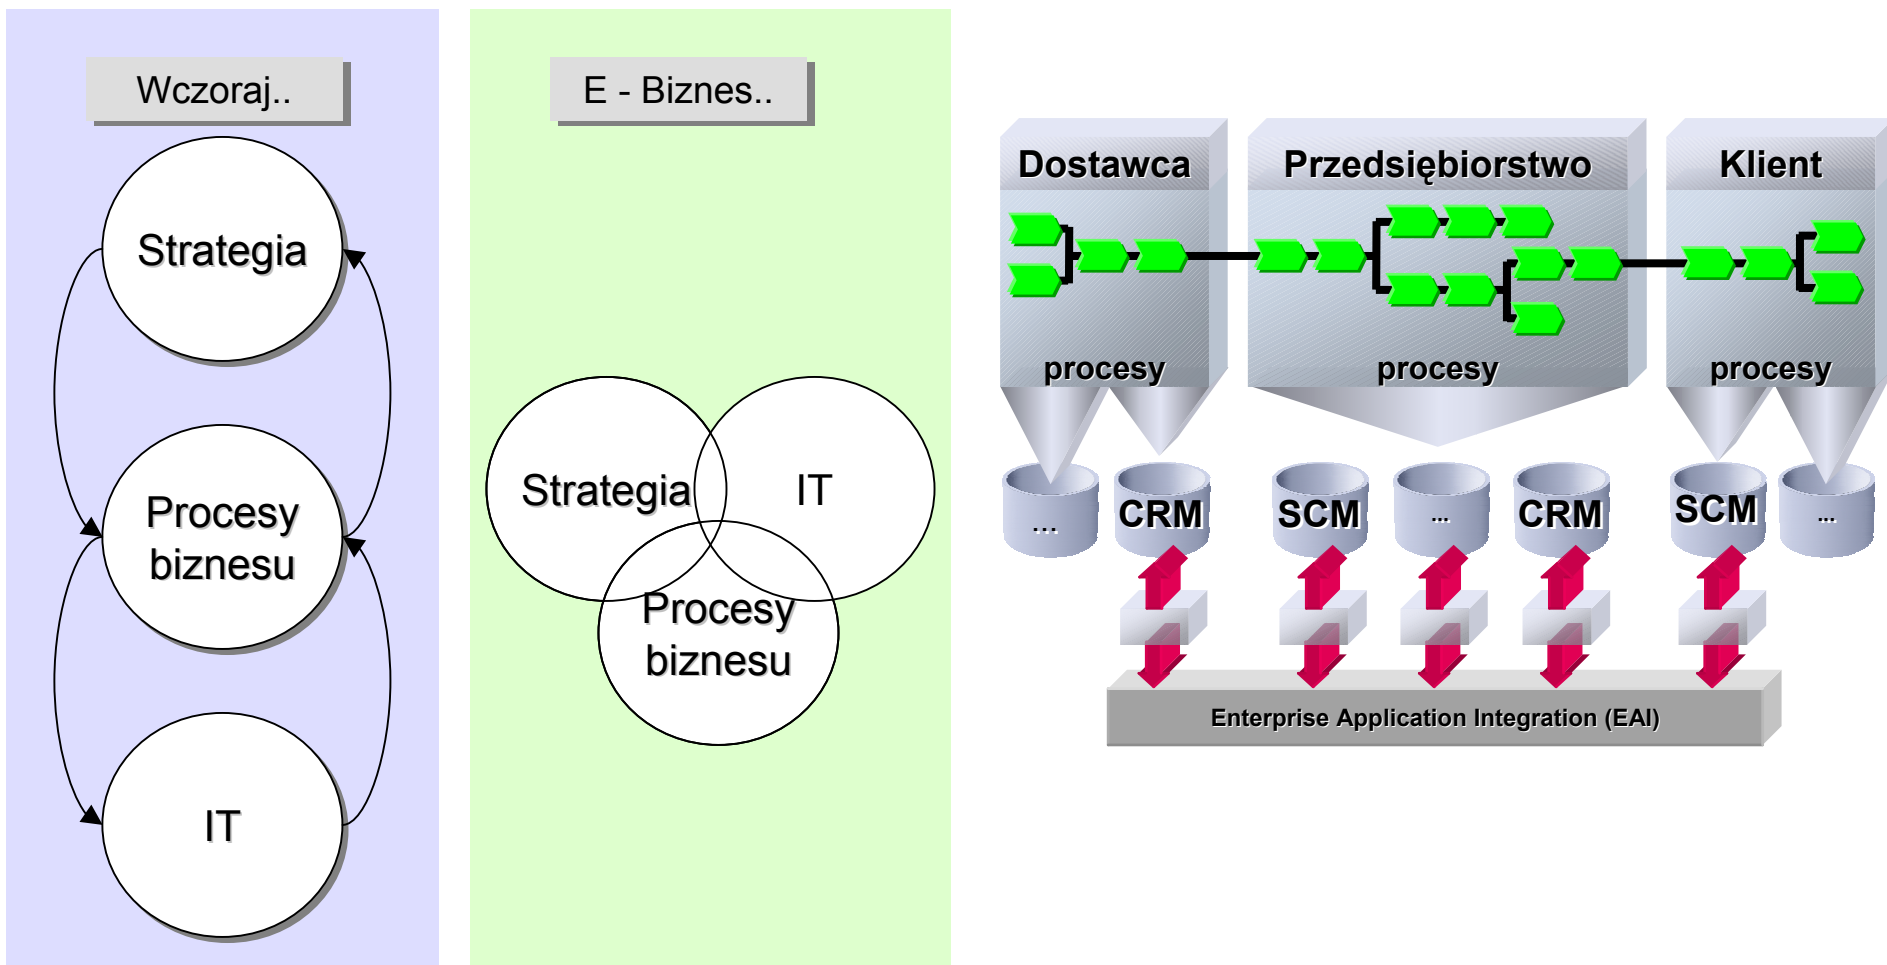 Wczoraj..
Strategia
Procesy
biznesu
IT
E - Biznes..
Strategia
IT
Procesy
biznesu
Dostawca
Przedsiębiorstwo
Klient
procesy
procesy
procesy
...
CRM
SCM
...
CRM
SCM
...
Enterprise Application Integration (EAI)